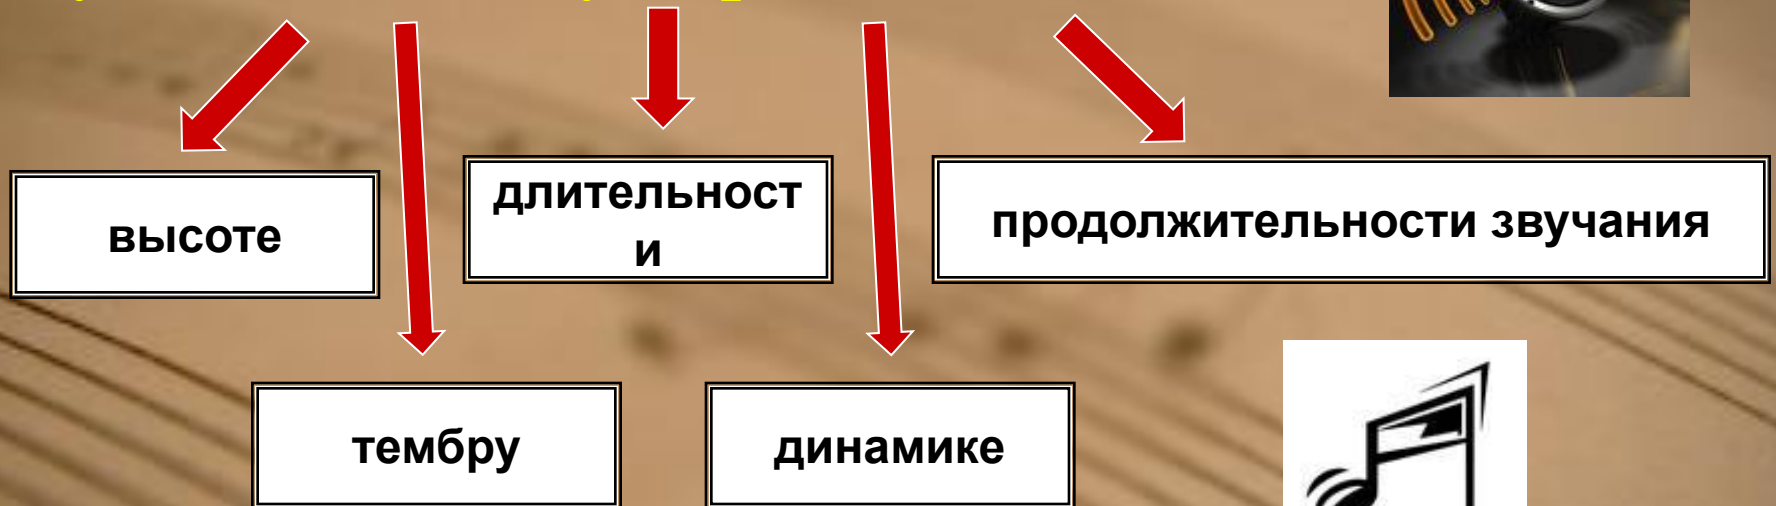 высоте
длительност
и
продолжительности звучания
тембру
динамике